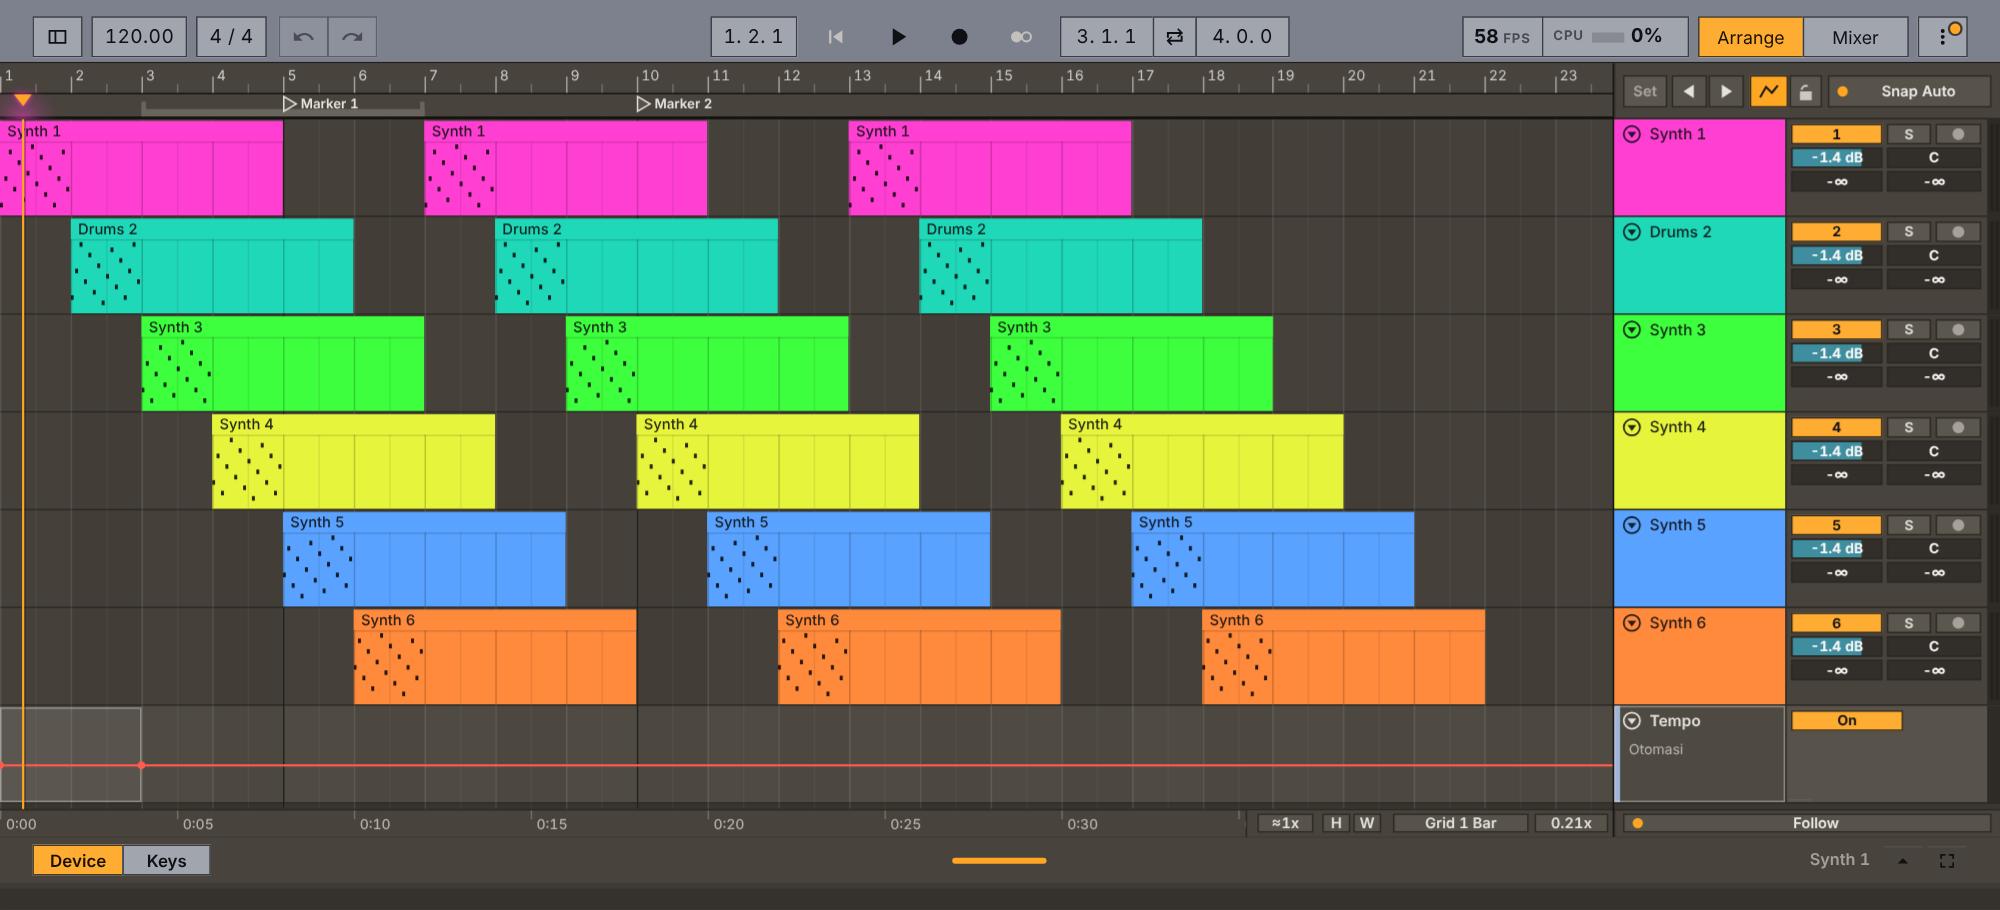 120.00 4 / 4 1. 2. 1 3. 1. 1 4. 0. 0 58 FPS CPU 0% Arrange Mixer
1 2 3 4 5 6 7 8 9 10 11 12 13 14 15 16 17 18 19 20 21 22 23
Set Snap Auto
Marker 1 Marker 2
Synth 1 Synth 1 Synth 1 Synth 1 1 S
-1.4 dB C
-∞ -∞
Drums 2 Drums 2 Drums 2 Drums 2 2 S
-1.4 dB C
-∞ -∞
Synth 3 Synth 3 Synth 3 Synth 3 3 S
-1.4 dB C
-∞ -∞
Synth 4 Synth 4 Synth 4 Synth 4 4 S
-1.4 dB C
-∞ -∞
Synth 5 Synth 5 Synth 5 Synth 5 5 S
-1.4 dB C
-∞ -∞
Synth 6 Synth 6 Synth 6 Synth 6 6 S
-1.4 dB C
-∞ -∞
Tempo On
Otomasi
0:00 0:05 0:10 0:15 0:20 0:25 0:30 ≈1x H W Grid 1 Bar 0.21x Follow
Device Keys Synth 1